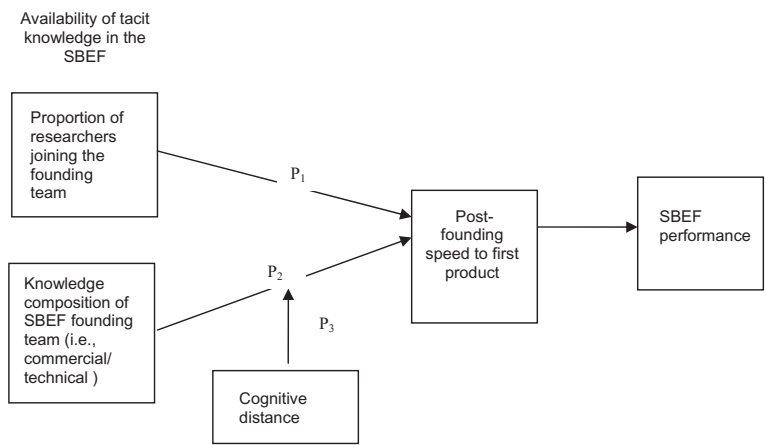 Availability of tacit
knowledge in the
SBEF
Proportion of
researchers
joining the
founding
team
P1
Post-
founding
speed to first
product
SBEF
performance
Knowledge
composition of
SBEF founding
team (i.e.,
commercial/
technical )
P2
P3
Cognitive
distance